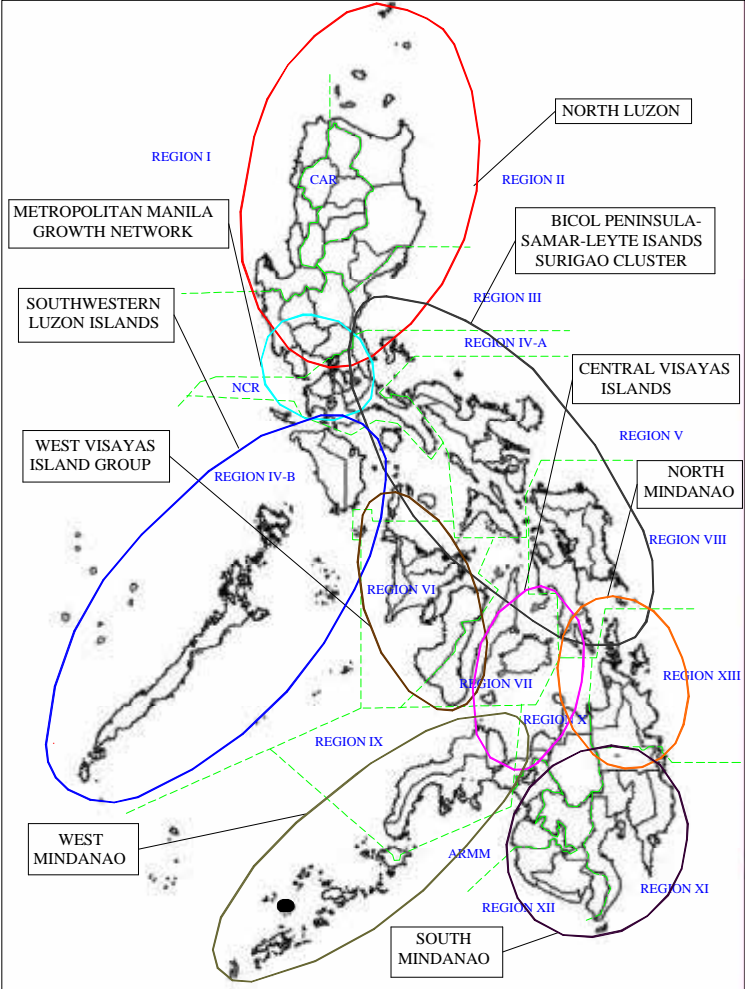 NORTH LUZON
REGION I
CAR
REGION II
METROPOLITAN MANILA
GROWTH NETWORK
BICOL PENINSULA-
SAMAR-LEYTE ISANDS
SURIGAO CLUSTER
SOUTHWESTERN
LUZON ISLANDS
REGION III
REGION IV-A
CENTRAL VISAYAS
ISLANDS
NCR
WEST VISAYAS
ISLAND GROUP
REGION V
REGION IV-B
NORTH
MINDANAO
REGION VIII
REGION VI
REGION VII
REGION XIII
REGION X
REGION IX
WEST
MINDANAO
ARMM
REGION XI
REGION XII
SOUTH
MINDANAO